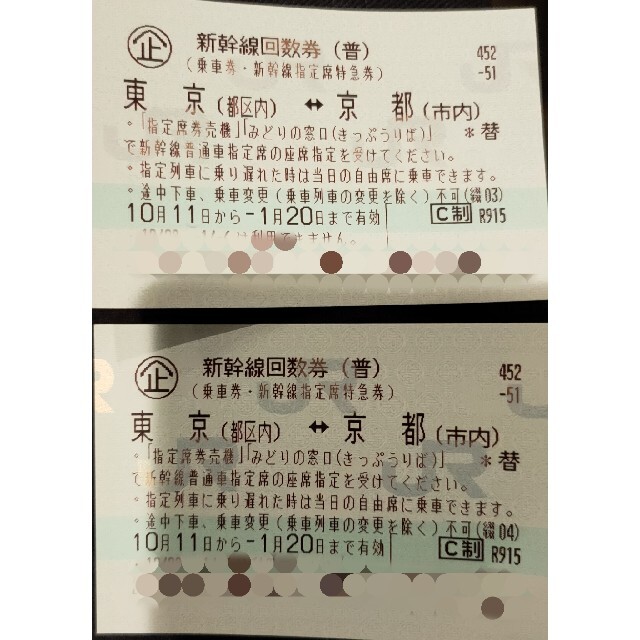 企 新幹線回数券(普) 452
(乗車券・新幹線指定席特急券) -51
東 京(都区内) ↔ 京 都(市内)
。「指定席券売機」「みどりの窓口(きっぷうりば)」 *替
で新幹線普通車指定席の座席指定を受けてください。
。指定列車に乗り遅れた時は当日の自由席に乗車できます。
。途中下車、乗車変更(乗車列車の変更を除く)不可(綴03)
10月11日から-1月20日まで有効 C制 R915
は利用できません。
企 新幹線回数券(普) 452
(乗車券・新幹線指定席特急券) -51
東 京(都区内) ↔ 京 都(市内)
。「指定席券売機」「みどりの窓口(きっぷうりば)」 *替
で新幹線普通車指定席の座席指定を受けてください。
。指定列車に乗り遅れた時は当日の自由席に乗車できます。
。途中下車、乗車変更(乗車列車の変更を除く)不可(綴04)
10月11日から-1月20日まで有効 C制 R915